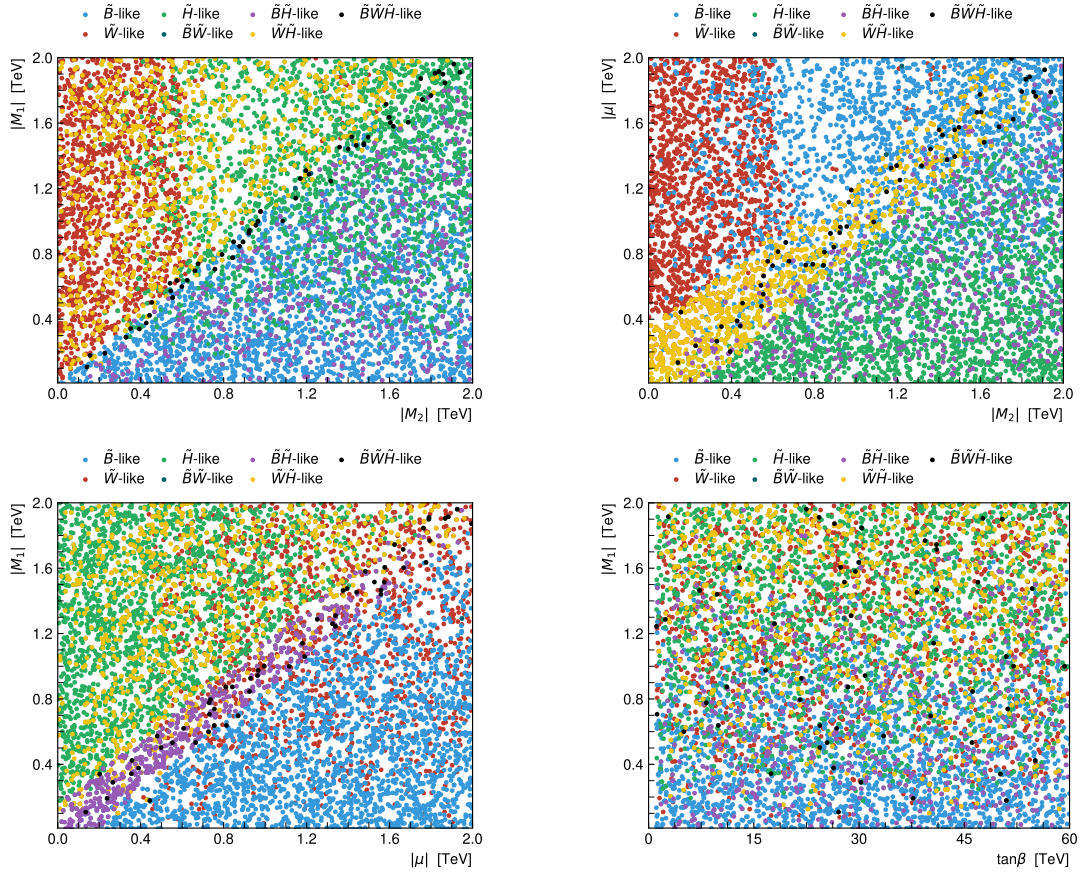 B̃-like H̃-like B̃H̃-like B̃W̃H̃-like
W̃-like B̃W̃-like W̃H̃-like
2.0
1.6
1.2
0.8
0.4
|M₁| [TeV]
0.0 0.4 0.8 1.2 1.6 2.0
|M₂| [TeV]
B̃-like H̃-like B̃H̃-like B̃W̃H̃-like
W̃-like B̃W̃-like W̃H̃-like
2.0
1.6
1.2
0.8
0.4
|μ| [TeV]
0.0 0.4 0.8 1.2 1.6 2.0
|M₂| [TeV]
B̃-like H̃-like B̃H̃-like B̃W̃H̃-like
W̃-like B̃W̃-like W̃H̃-like
2.0
1.6
1.2
0.8
0.4
|M₁| [TeV]
0.0 0.4 0.8 1.2 1.6 2.0
|μ| [TeV]
B̃-like H̃-like B̃H̃-like B̃W̃H̃-like
W̃-like B̃W̃-like W̃H̃-like
2.0
1.6
1.2
0.8
0.4
|M₁| [TeV]
0 15 30 45 60
tanβ